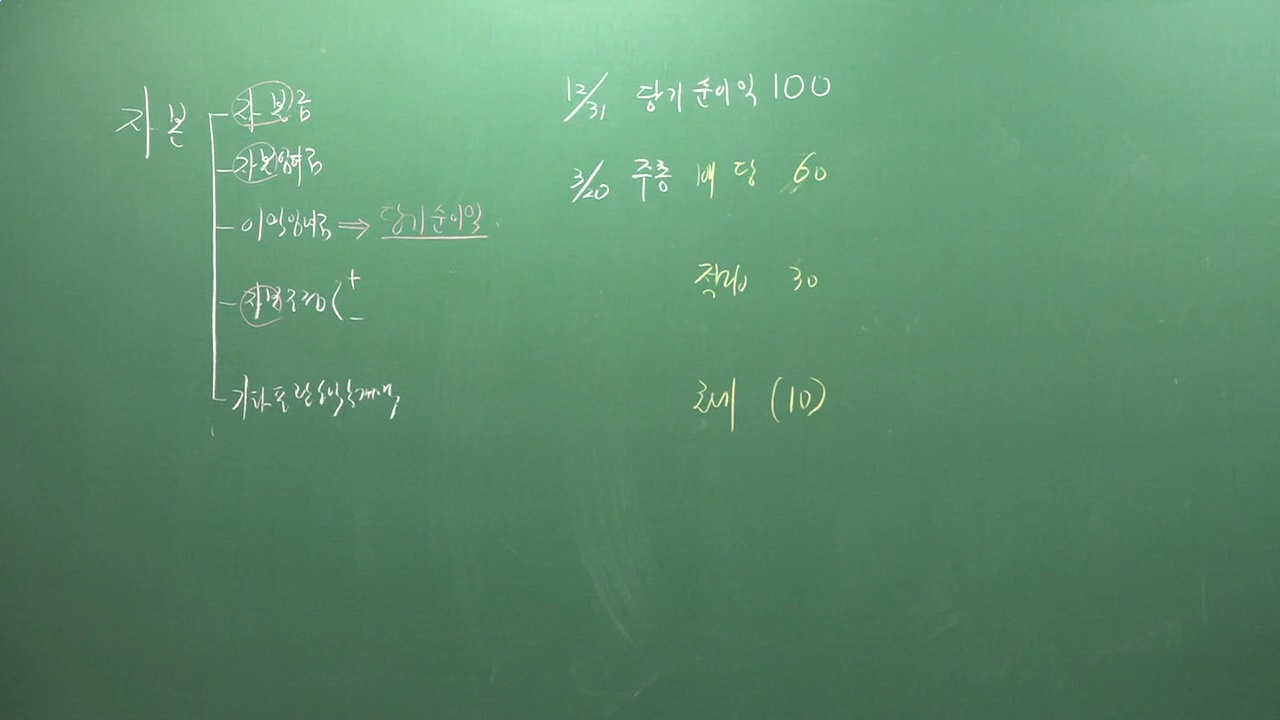 자본
자본금
자본잉여금
이익잉여금 ⇒ 당기순이익
자본조정 ( +
−
기타포괄손익누계액
12/31 당기순이익 100
3/20 주총 배당 60
적립 30
(10)